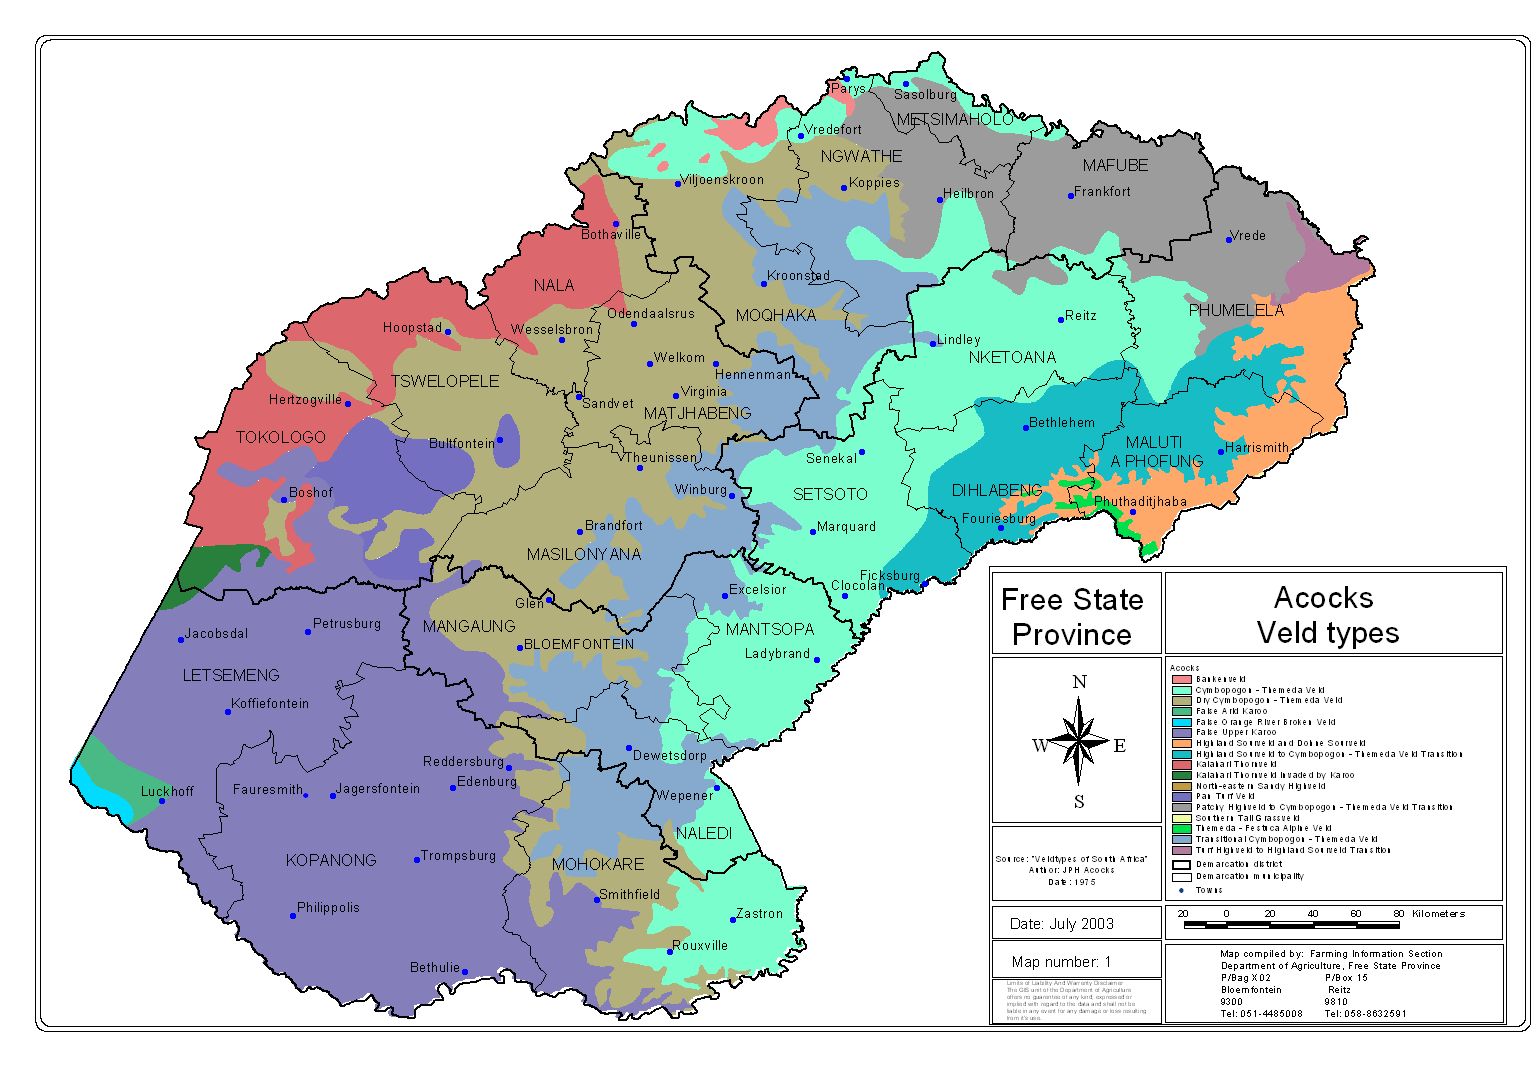 Parys
Sasolburg
METSIMAHOLO
Vredefort
NGWATHE
MAFUBE
Viljoenskroon
Koppies
Heilbron
Frankfort
Bothaville
Vrede
Kroonstad
NALA
PHUMELELA
Odendaalsrus
MOQHAKA
Reitz
Hoopstad
Wesselsbron
Lindley
NKETOANA
Welkom
Hennenman
TSWELOPELE
Hertzogville
Sandvet
Virginia
MATJHABENG
TOKOLOGO
Bultfontein
Bethlehem
MALUTI
A PHOFUNG
Harrismith
Theunissen
Senekal
Boshof
Winburg
SETSOTO
DIHLABENG
Phuthaditjhaba
Fouriesburg
Brandfort
Marquard
MASILONYANA
Ficksburg
Clocolan
Excelsior
Glen
MANGAUNG
MANTSOPA
Jacobsdal
Petrusburg
BLOEMFONTEIN
Ladybrand
LETSEMENG
Koffiefontein
Dewetsdorp
Reddersburg
Luckhoff
Fauresmith
Jagersfontein
Edenburg
Wepener
NALEDI
KOPANONG
Trompsburg
MOHOKARE
Smithfield
Philippolis
Zastron
Rouxville
Bethulie
Free State
Province
Acocks
Veld types
N
W E
S
Acocks
Bankenveld
Cymbopogon - Themeda Veld
Dry Cymbopogon - Themeda Veld
False Arid Karoo
False Orange River Broken Veld
False Upper Karoo
Highland Sourveld and Dohne Sourveld
Highland Sourveld to Cymbopogon - Themeda Veld Transition
Kalahari Thornveld
Kalahari Thornveld Invaded by Karoo
North-eastern Sandy Highveld
Pan Turf Veld
Patchy Highveld to Cymbopogon - Themeda Veld Transition
Southern Tall Grassveld
Themeda - Festuca Alpine Veld
Transitional Cymbopogon - Themeda Veld
Turf Highveld to Highland Sourveld Transition
Demarcation district
Demarcation municipality
Towns
Source: "Veldtypes of South Africa"
Author: JPH Acocks
Date: 1975
20 0 20 40 60 80 Kilometers
Date: July 2003
Map number: 1
Limits of Liability And Warranty Disclaimer
The GIS unit of the Department of Agriculture
offers no guarantee of any kind, expressed or
implied with regard to the data and shall not be
liable in any event for any damage or loss resulting
from it's use.
Map compiled by: Farming Information Section
Department of Agriculture, Free State Province
P/Bag X02 P/Box 15
Bloemfontein Reitz
9300 9810
Tel: 051-4485008 Tel: 058-8632591